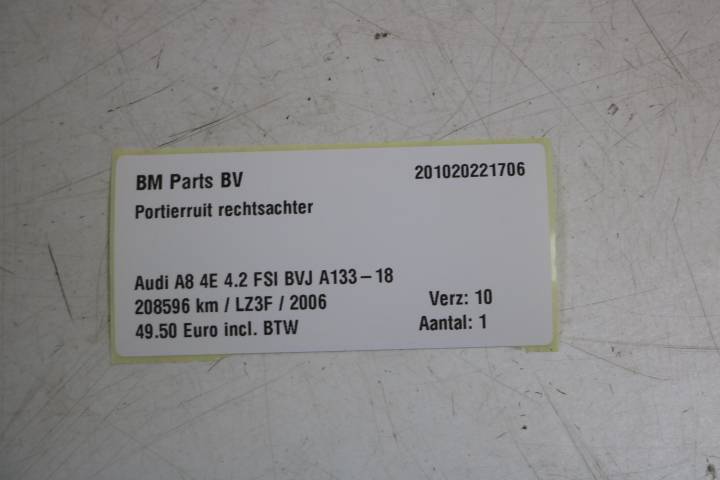 BM Parts BV 201020221706
Portierruit rechtsachter
Audi A8 4E 4.2 FSI BVJ A133-18
208596 km / LZ3F / 2006 Verz: 10
49.50 Euro incl. BTW Aantal: 1